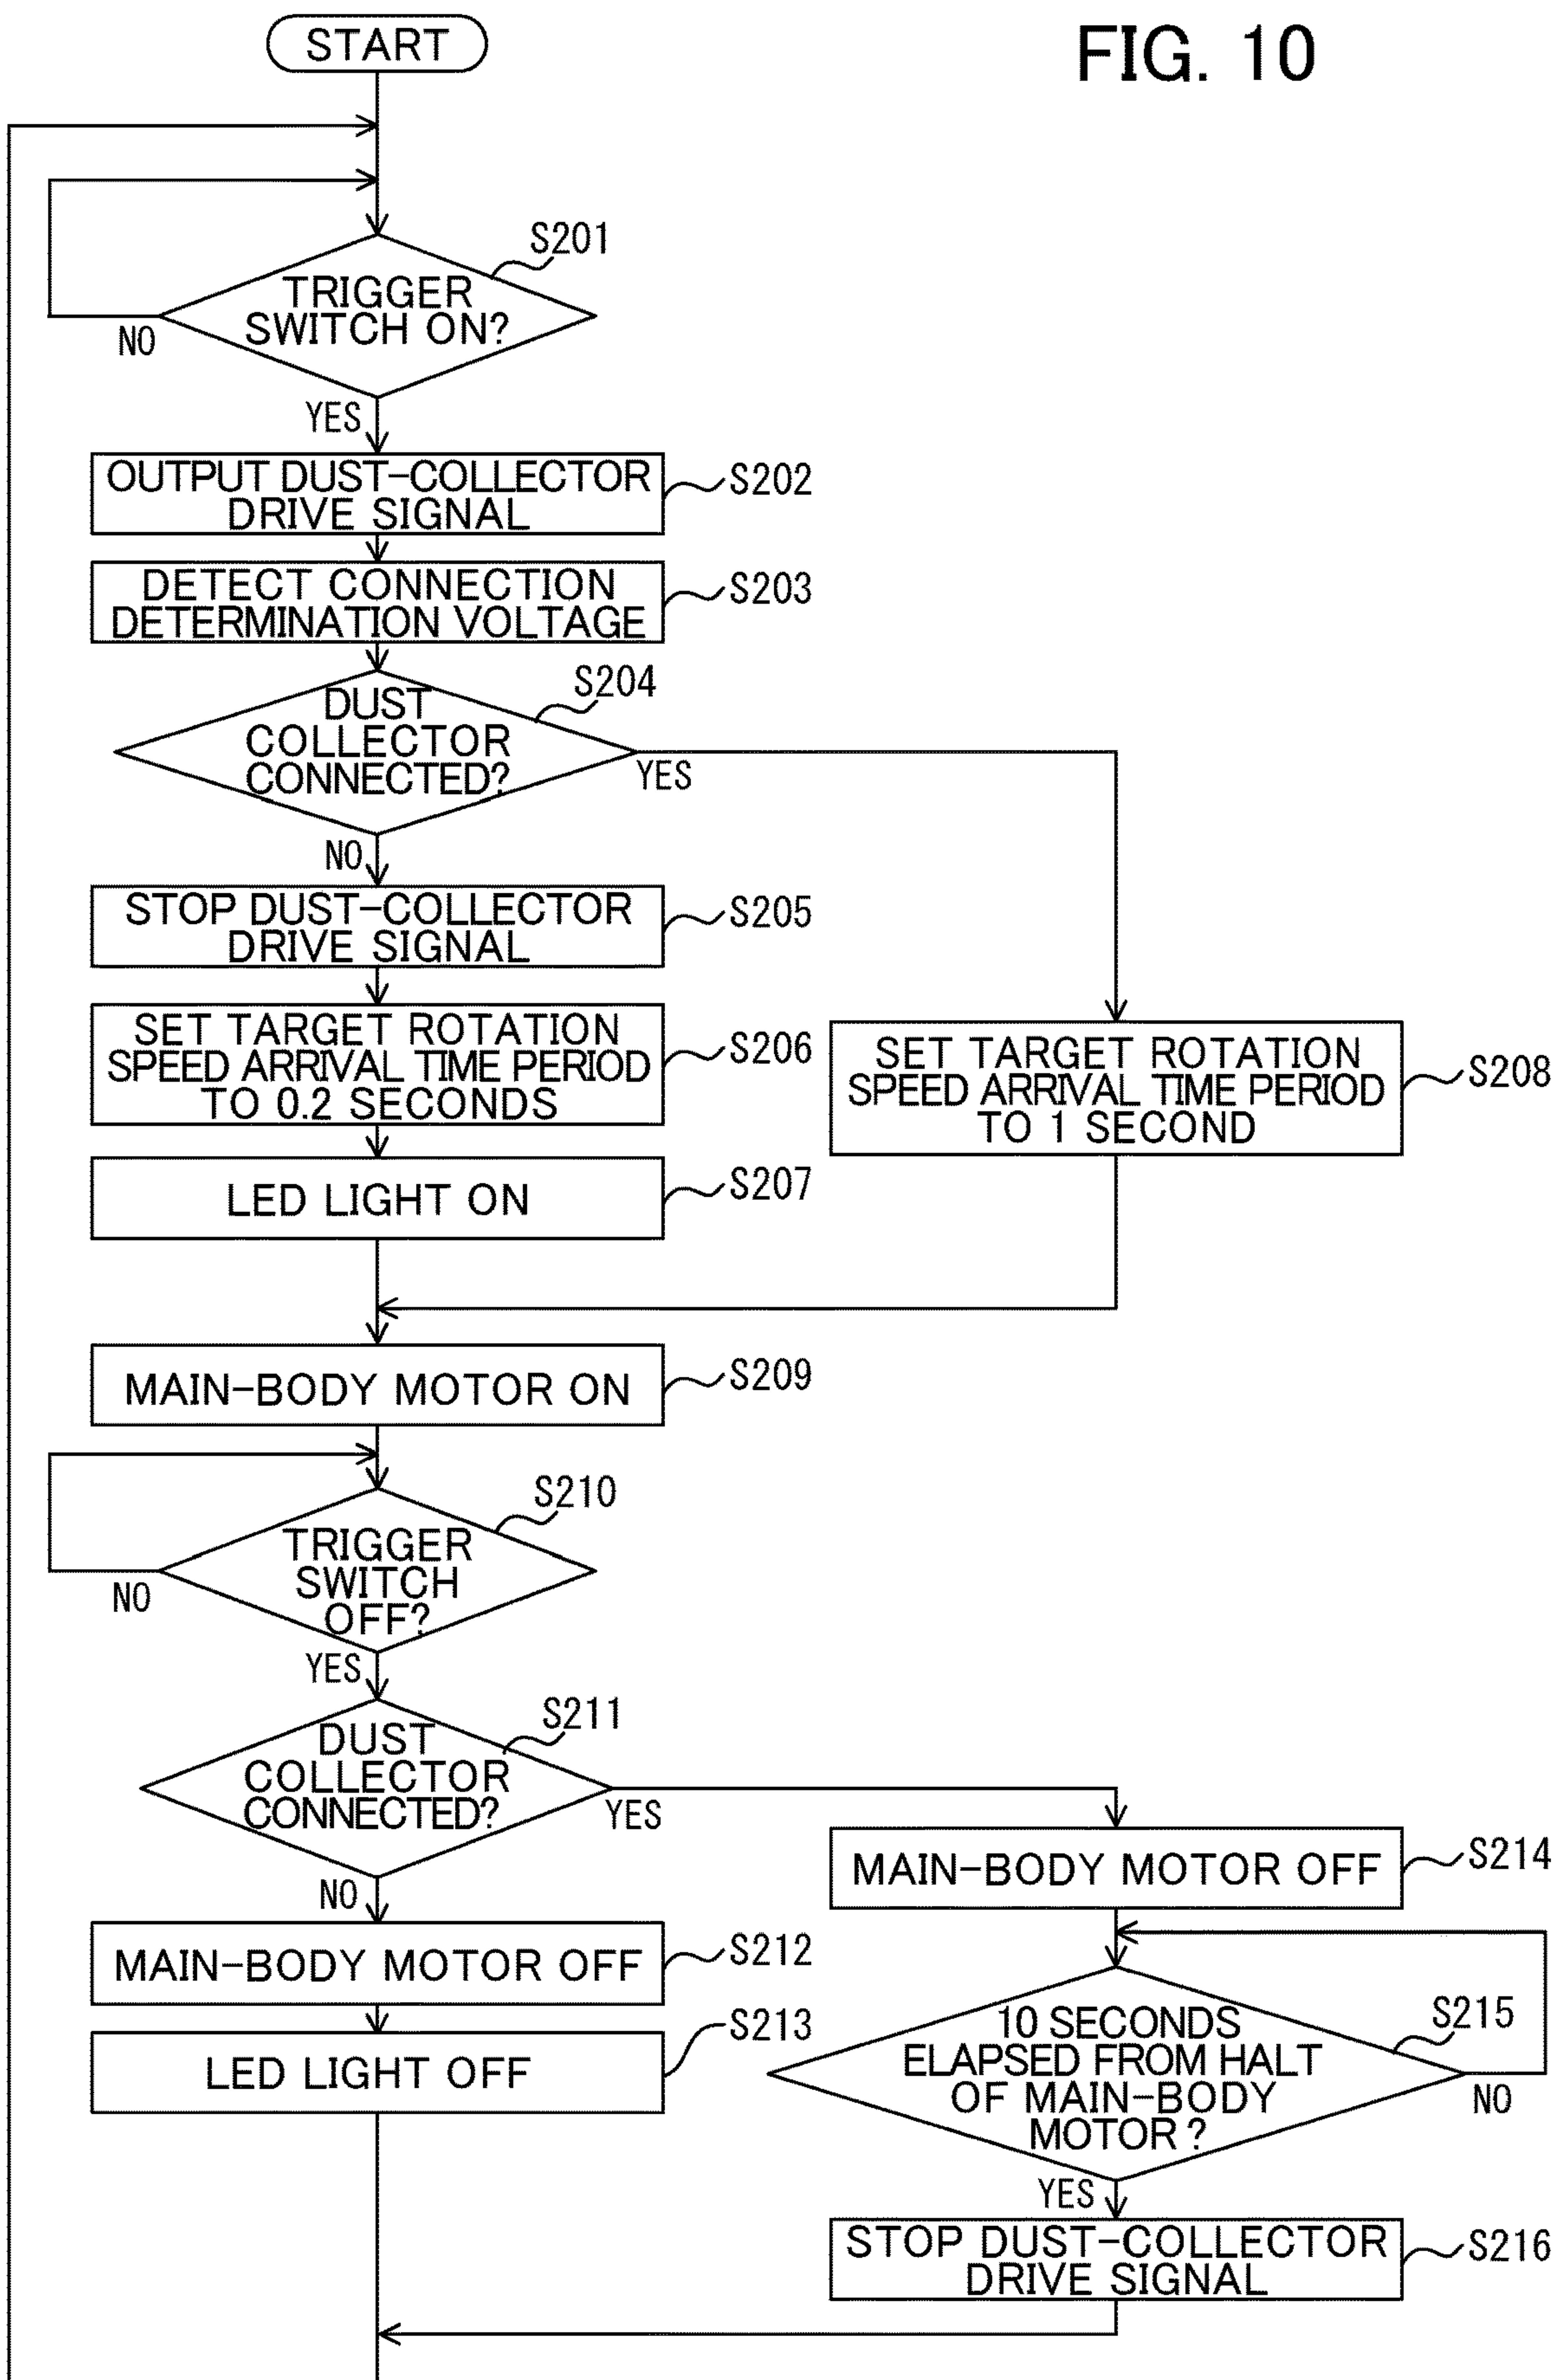 FIG. 10
START
S201
TRIGGER
SWITCH ON?
NO
YES
OUTPUT DUST-COLLECTOR
DRIVE SIGNAL
S202
DETECT CONNECTION
DETERMINATION VOLTAGE
S203
S204
DUST
COLLECTOR
CONNECTED?
YES
NO
STOP DUST-COLLECTOR
DRIVE SIGNAL
S205
SET TARGET ROTATION
SPEED ARRIVAL TIME PERIOD
TO 0.2 SECONDS
S206
SET TARGET ROTATION
SPEED ARRIVAL TIME PERIOD
TO 1 SECOND
S208
LED LIGHT ON
S207
MAIN-BODY MOTOR ON
S209
S210
TRIGGER
SWITCH
OFF?
NO
YES
S211
DUST
COLLECTOR
CONNECTED?
YES
NO
MAIN-BODY MOTOR OFF
S214
MAIN-BODY MOTOR OFF
S212
LED LIGHT OFF
S213
10 SECONDS
ELAPSED FROM HALT
OF MAIN-BODY
MOTOR?
S215
NO
YES
STOP DUST-COLLECTOR
DRIVE SIGNAL
S216